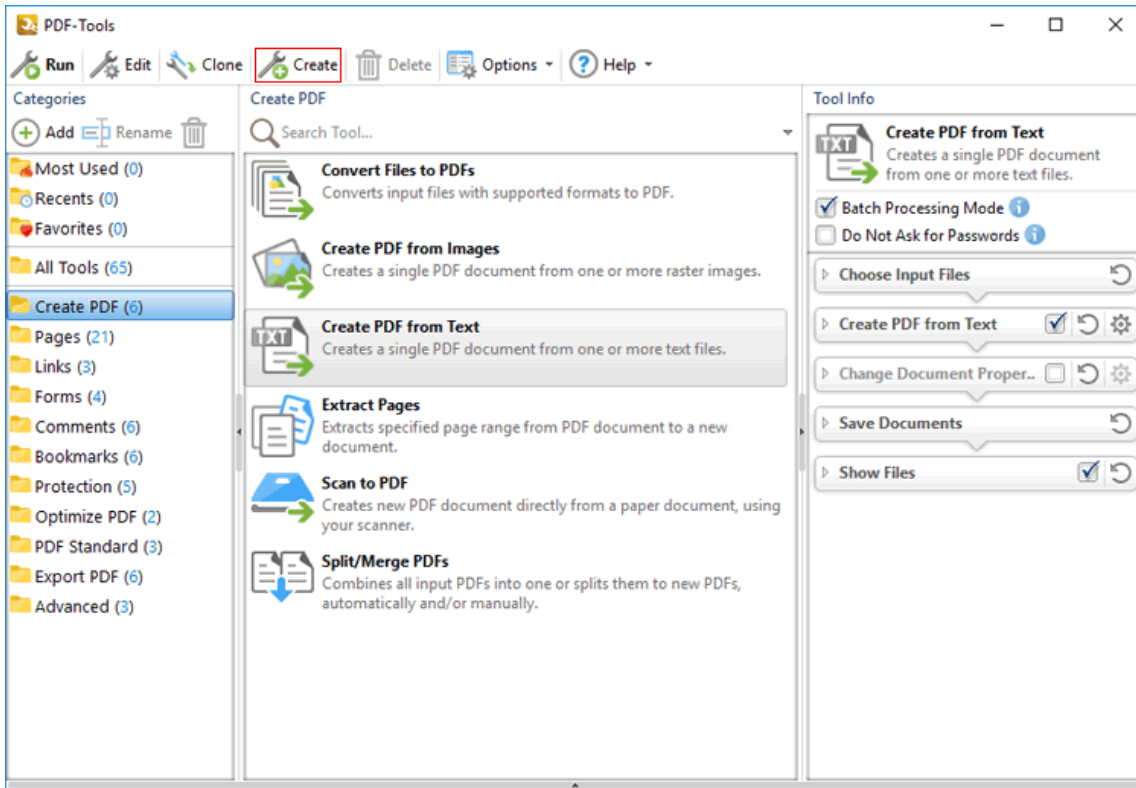 PDF-Tools
Run Edit Clone Create Delete Options Help
Categories
Add Rename
Most Used (0)
Recents (0)
Favorites (0)
All Tools (65)
Create PDF (6)
Pages (21)
Links (3)
Forms (4)
Comments (6)
Bookmarks (6)
Protection (5)
Optimize PDF (2)
PDF Standard (3)
Export PDF (6)
Advanced (3)
Create PDF
Search Tool...
Convert Files to PDFs
Converts input files with supported formats to PDF.
Create PDF from Images
Creates a single PDF document from one or more raster images.
TXT
Create PDF from Text
Creates a single PDF document from one or more text files.
Extract Pages
Extracts specified page range from PDF document to a new
document.
Scan to PDF
Creates new PDF document directly from a paper document, using
your scanner.
Split/Merge PDFs
Combines all input PDFs into one or splits them to new PDFs,
automatically and/or manually.
Tool Info
TXT
Create PDF from Text
Creates a single PDF document
from one or more text files.
Batch Processing Mode
Do Not Ask for Passwords
Choose Input Files
Create PDF from Text
Change Document Proper..
Save Documents
Show Files